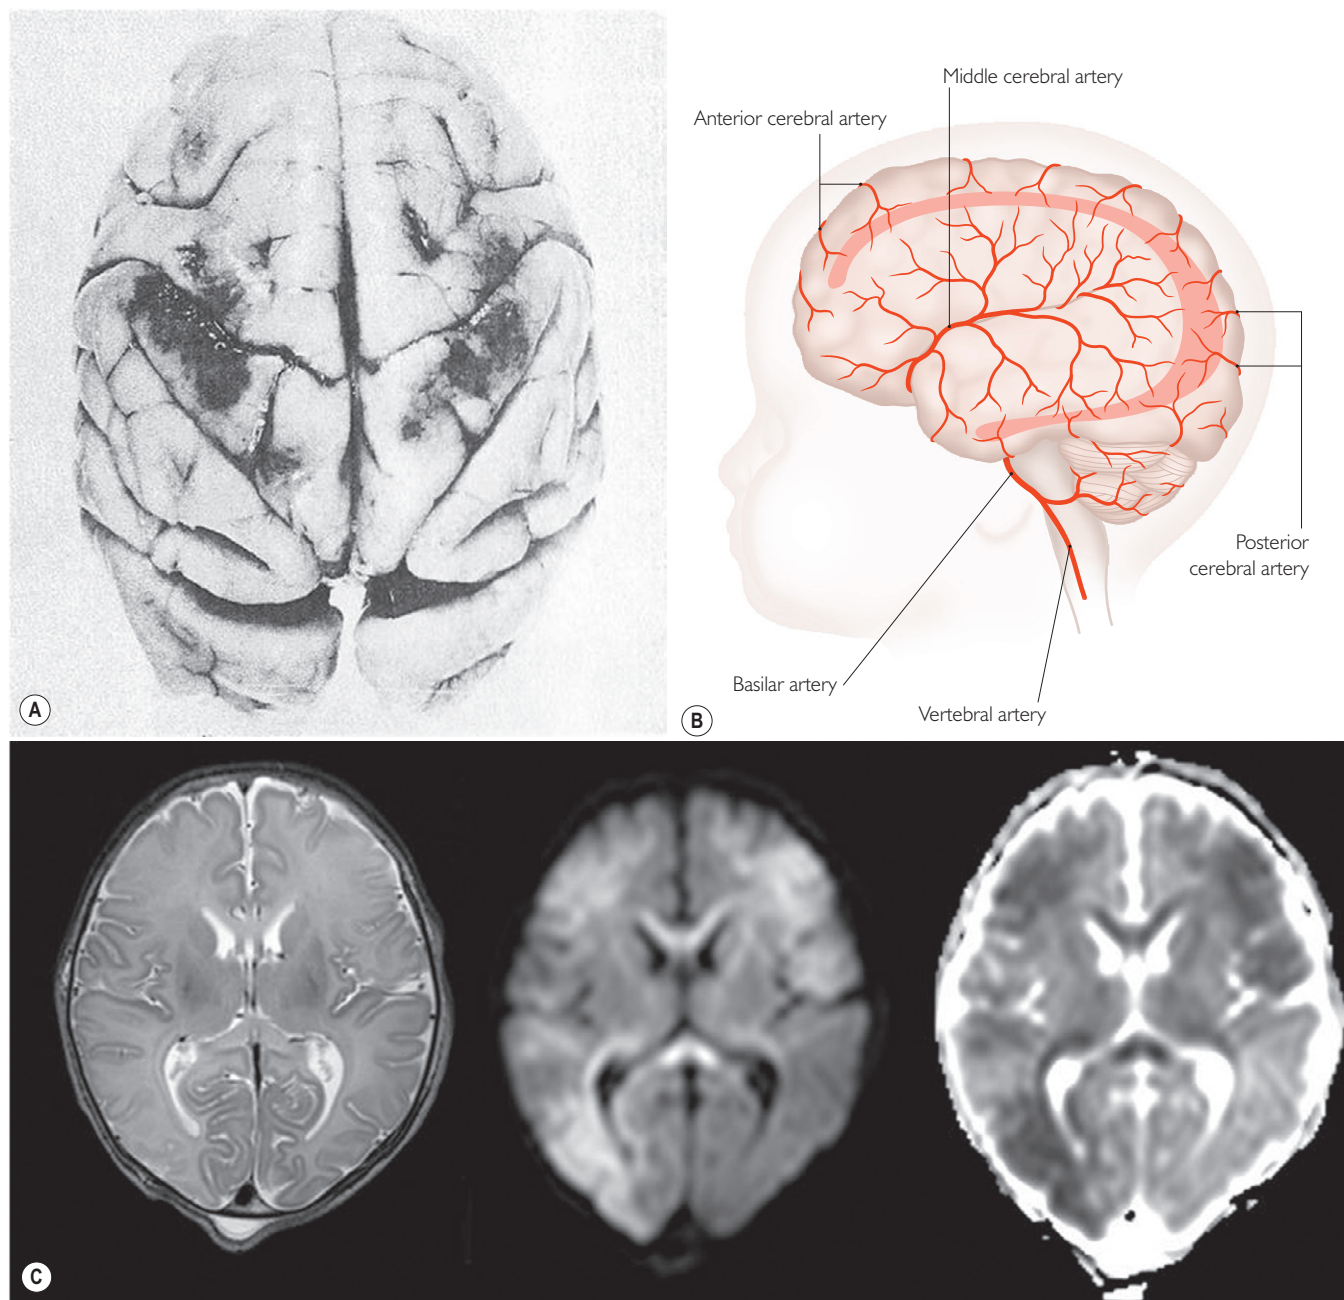 Middle cerebral artery
Anterior cerebral artery
Posterior
cerebral artery
Basilar artery
Vertebral artery
A
B
C